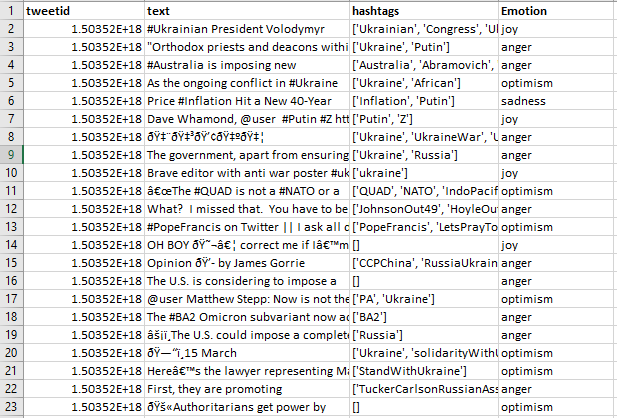 1 tweetid text hashtags Emotion
2 1.50352E+18 #Ukrainian President Volodymyr ['Ukrainian', 'Congress', 'Ul joy
3 1.50352E+18 "Orthodox priests and deacons withi ['Ukraine', 'Putin'] anger
4 1.50352E+18 #Australia is imposing new ['Australia', 'Abramovich', anger
5 1.50352E+18 As the ongoing conflict in #Ukraine ['Ukraine', 'African'] optimism
6 1.50352E+18 Price #Inflation Hit a New 40-Year ['Inflation', 'Putin'] sadness
7 1.50352E+18 Dave Whamond, @user #Putin #Z htt ['Putin', 'Z'] joy
8 1.50352E+18 ðŸ‡¨ðŸ‡³ðŸ’¢ðŸ‡ºðŸ‡¦ ['Ukraine', 'UkraineWar', 'U anger
9 1.50352E+18 The government, apart from ensuring ['Ukraine', 'Russia'] anger
10 1.50352E+18 Brave editor with anti war poster #uk ['ukraine'] joy
11 1.50352E+18 â€œThe #QUAD is not a #NATO or a ['QUAD', 'NATO', 'IndoPacif optimism
12 1.50352E+18 What? I missed that. You have to be ['JohnsonOut49', 'HoyleOu anger
13 1.50352E+18 #PopeFrancis on Twitter || I ask all c ['PopeFrancis', 'LetsPrayTo optimism
14 1.50352E+18 OH BOY ðŸ˜¬â€¦ correct me if Iâ€™m [] joy
15 1.50352E+18 Opinion ðŸ’- by James Gorrie ['CCPChina', 'RussiaUkrain anger
16 1.50352E+18 The U.S. is considering to impose a [] anger
17 1.50352E+18 @user Matthew Stepp: Now is not the ['PA', 'Ukraine'] optimism
18 1.50352E+18 The #BA2 Omicron subvariant now ac ['BA2'] anger
19 1.50352E+18 âš¡ï¸The U.S. could impose a complet ['Russia'] anger
20 1.50352E+18 ðŸ—“ï¸15 March ['Ukraine', 'solidarityWithU optimism
21 1.50352E+18 Hereâ€™s the lawyer representing Ma ['StandWithUkraine'] optimism
22 1.50352E+18 First, they are promoting ['TuckerCarlsonRussianAss anger
23 1.50352E+18 ðŸš«Authoritarians get power by [] optimism